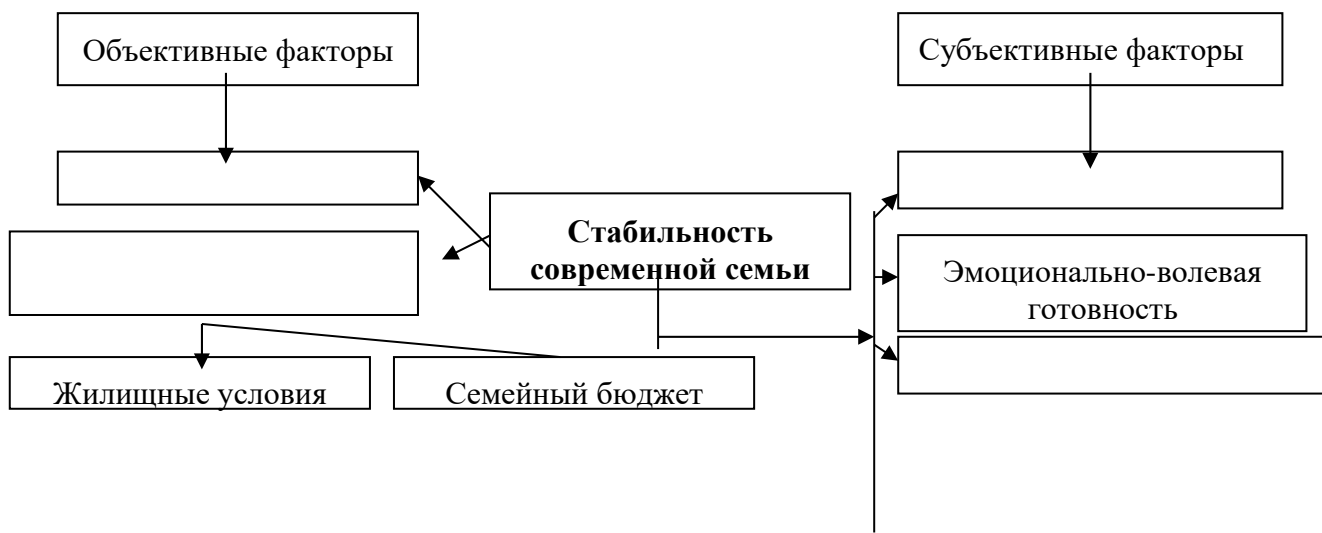 Объективные факторы
Субъективные факторы
Стабильность
современной семьи
Эмоционально-волевая
готовность
Жилищные условия
Семейный бюджет